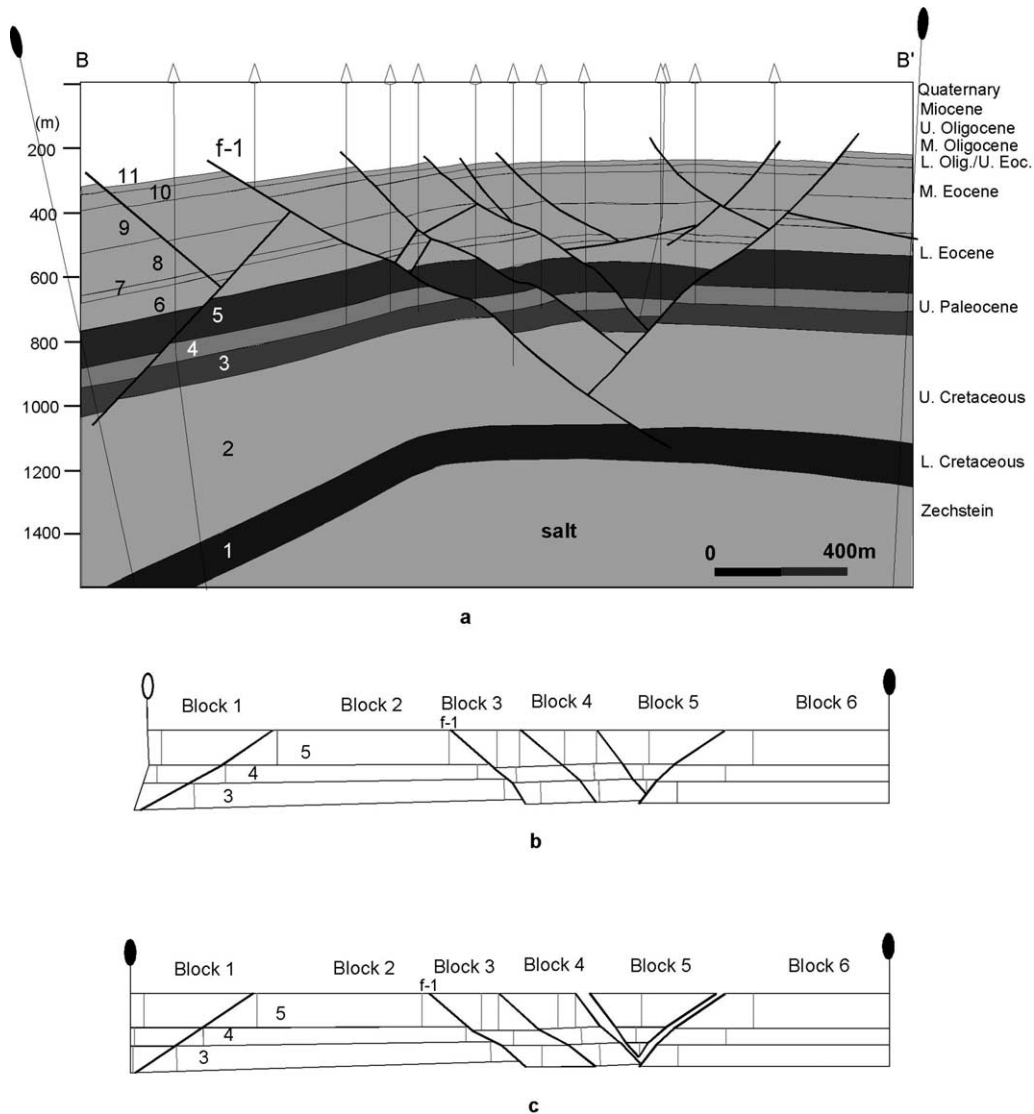 B
B'
Quaternary
Miocene
(m)
U. Oligocene
f-1
200
M. Oligocene
L. Olig./U. Eoc.
11
10
M. Eocene
400
9
L. Eocene
8
600
7
6
U. Paleocene
5
800
4
3
U. Cretaceous
1000
2
L. Cretaceous
1200
Zechstein
1400
salt
1
0 400m
a
Block 1 Block 2 Block 3 Block 4 Block 5 Block 6
f-1
5
4
3
b
Block 1 Block 2 Block 3 Block 4 Block 5 Block 6
f-1
5
4
3
c